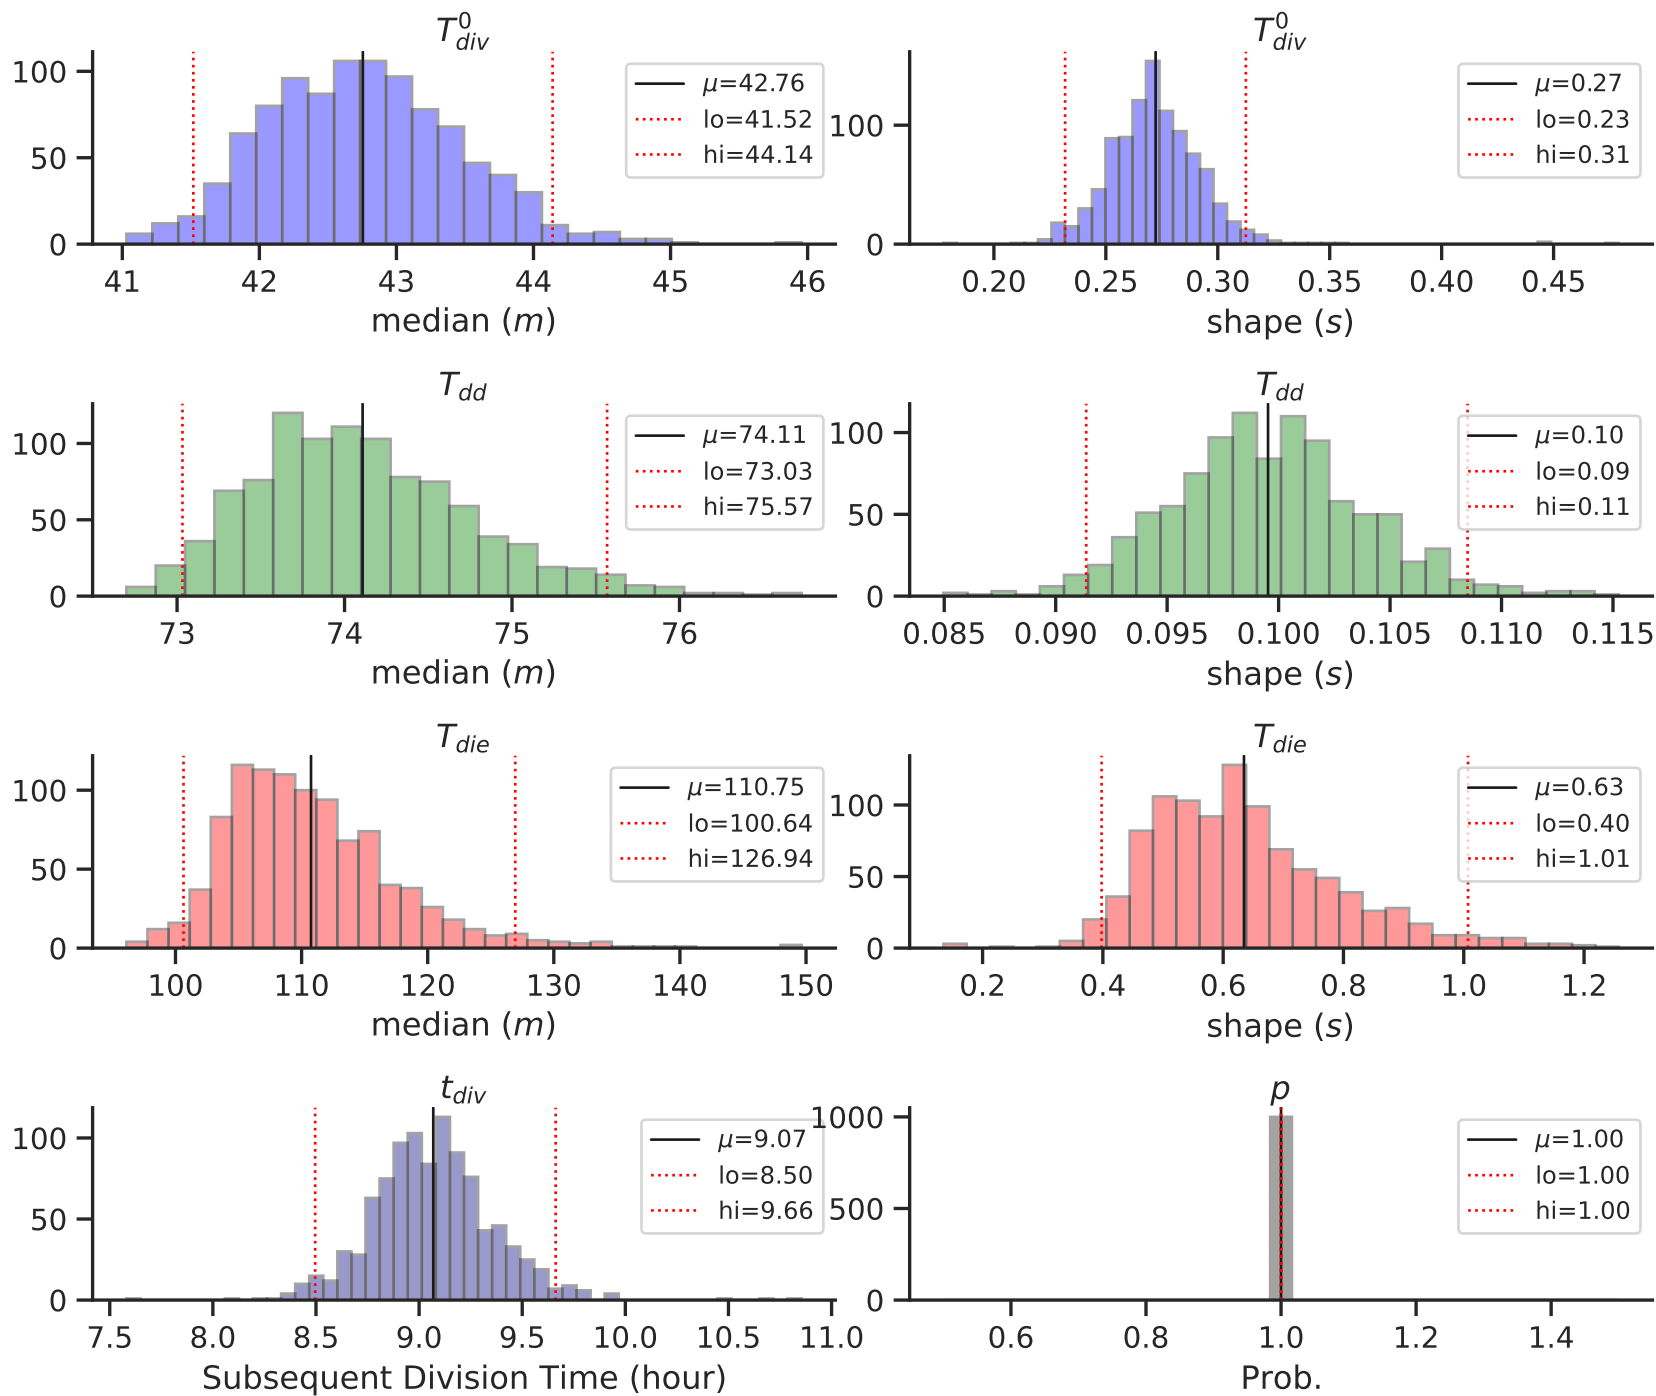 T⁰div
100
50
0
41 42 43 44 45 46
median (m)
μ=42.76
lo=41.52
hi=44.14
T⁰div
100
0
0.20 0.25 0.30 0.35 0.40 0.45
shape (s)
μ=0.27
lo=0.23
hi=0.31
Tdd
100
50
0
73 74 75 76
median (m)
μ=74.11
lo=73.03
hi=75.57
Tdd
100
50
0
0.085 0.090 0.095 0.100 0.105 0.110 0.115
shape (s)
μ=0.10
lo=0.09
hi=0.11
Tdie
100
50
0
100 110 120 130 140 150
median (m)
μ=110.75
lo=100.64
hi=126.94
Tdie
100
50
0
0.2 0.4 0.6 0.8 1.0 1.2
shape (s)
μ=0.63
lo=0.40
hi=1.01
tdiv
100
50
0
7.5 8.0 8.5 9.0 9.5 10.0 10.5 11.0
Subsequent Division Time (hour)
μ=9.07
lo=8.50
hi=9.66
p
1000
500
0
0.6 0.8 1.0 1.2 1.4
Prob.
μ=1.00
lo=1.00
hi=1.00